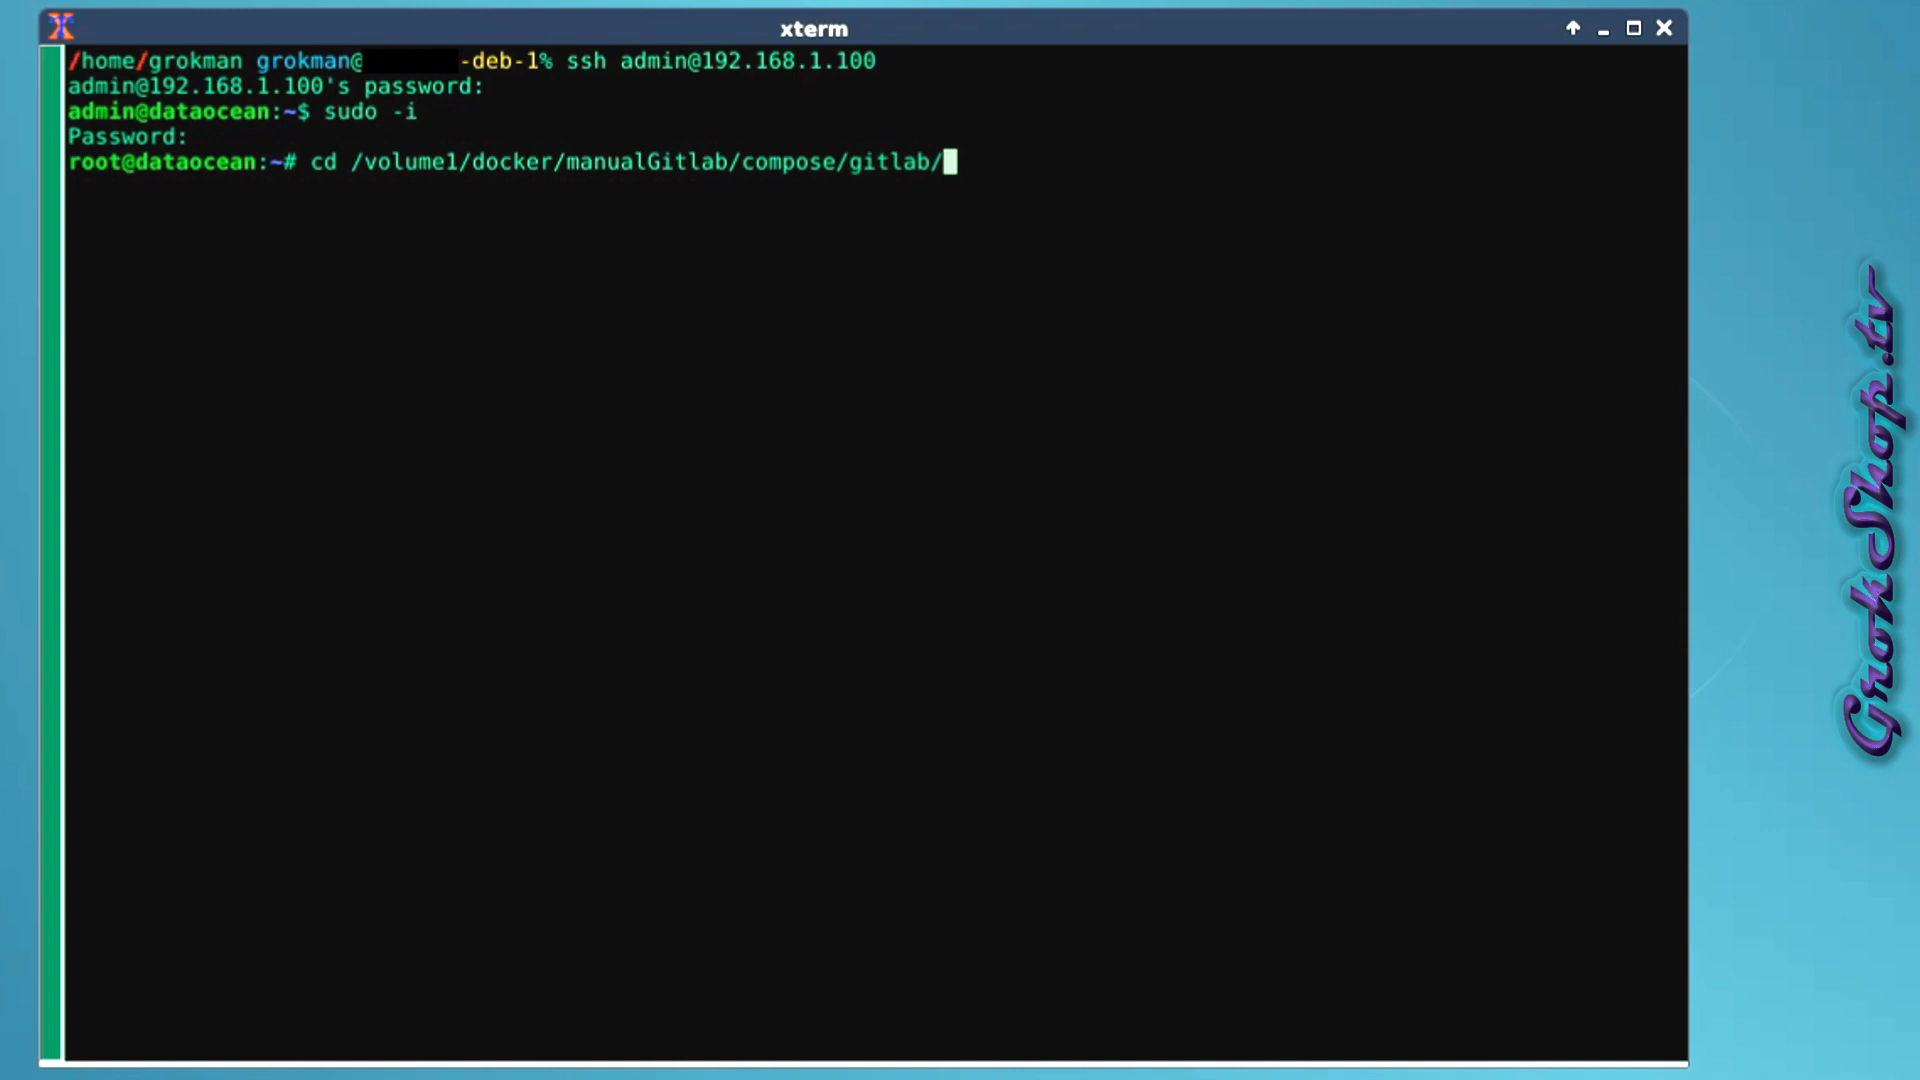 xterm
/home/grokman grokman@ -deb-1% ssh admin@192.168.1.100
admin@192.168.1.100's password:
admin@dataocean:~$ sudo -i
Password:
root@dataocean:~# cd /volume1/docker/manualGitlab/compose/gitlab/
GrokShop.tv